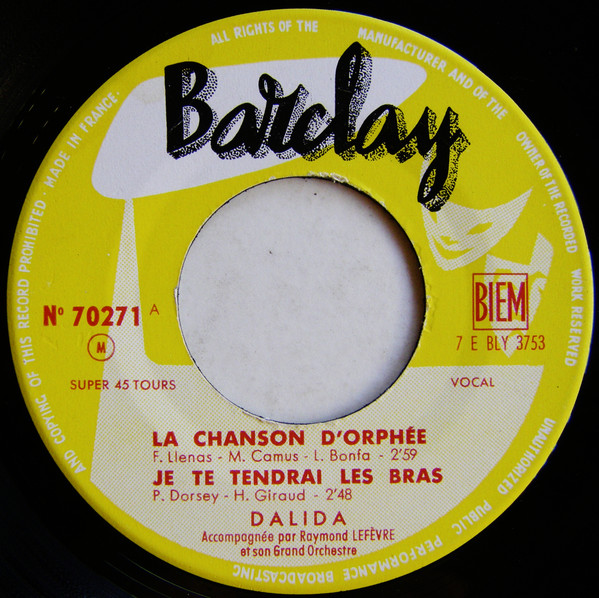 ALL RIGHTS OF THE MANUFACTURER AND OF THE OWNER OF THE RECORDED WORK RESERVED
UNAUTHORIZED PUBLIC PERFORMANCE BROADCASTING AND COPYING OF THIS RECORD PROHIBITED · MADE IN FRANCE ·
Barclay
Nº 70271 A
M
SUPER 45 TOURS
BIEM
7 E BLY 3753
VOCAL
LA CHANSON D'ORPHÉE
F. Llenas - M. Camus - L. Bonfa - 2'59
JE TE TENDRAI LES BRAS
P. Dorsey - H. Giraud - 2'48
DALIDA
Accompagnée par Raymond LEFÈVRE
et son Grand Orchestre